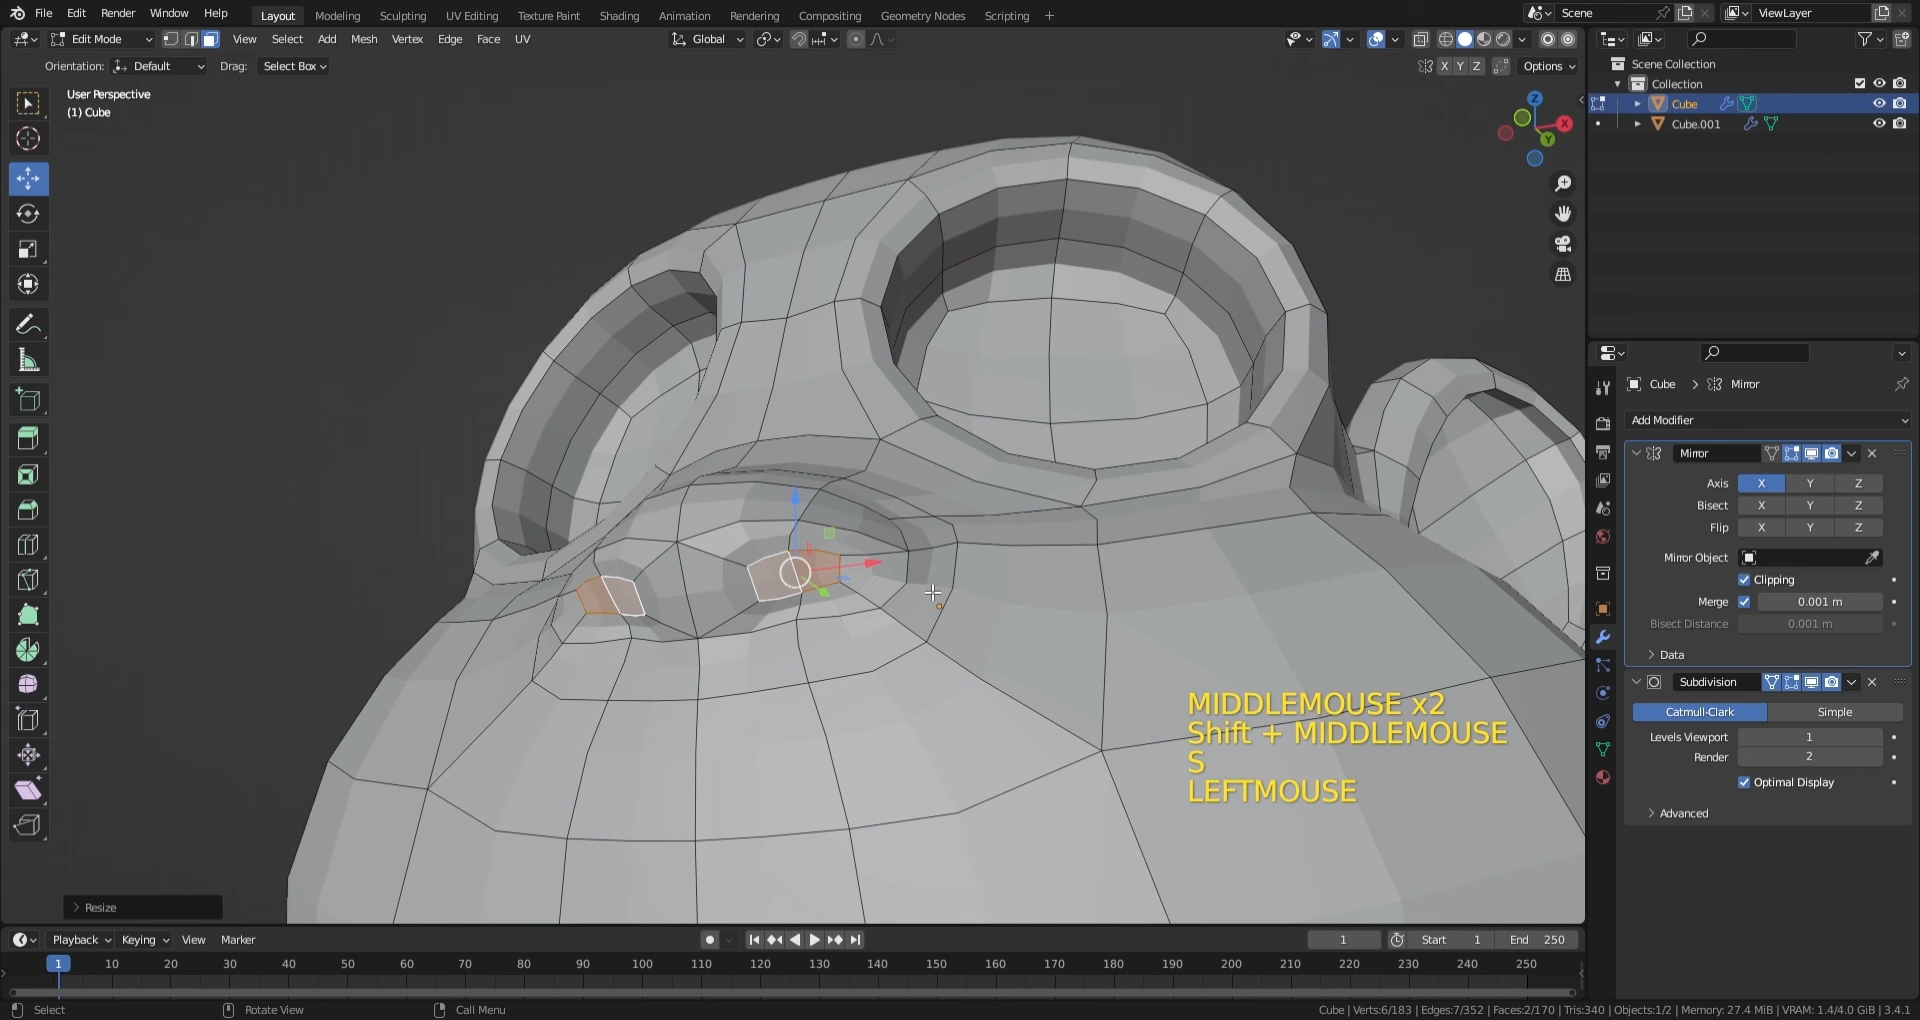 File Edit Render Window Help Layout Modeling Sculpting UV Editing Texture Paint Shading Animation Rendering Compositing Geometry Nodes Scripting + Scene ViewLayer
Edit Mode View Select Add Mesh Vertex Edge Face UV Global
Orientation: Default Drag: Select Box X Y Z Options
User Perspective
(1) Cube
Z
X
Y
Scene Collection
Collection
Cube
Cube.001
Cube > Mirror
Add Modifier
Mirror
Axis X Y Z
Bisect X Y Z
Flip X Y Z
Mirror Object
Clipping
Merge 0.001 m
Bisect Distance 0.001 m
Data
Subdivision
Catmull-Clark Simple
Levels Viewport 1
Render 2
Optimal Display
Advanced
MIDDLEMOUSE x2
Shift + MIDDLEMOUSE
S
LEFTMOUSE
Resize
Playback Keying View Marker 1 Start 1 End 250
1 10 20 30 40 50 60 70 80 90 100 110 120 130 140 150 160 170 180 190 200 210 220 230 240 250
Select Rotate View Call Menu Cube | Verts:6/183 | Edges:7/352 | Faces:2/170 | Tris:340 | Objects:1/2 | Memory: 27.4 MiB | VRAM: 1.4/4.0 GiB | 3.4.1